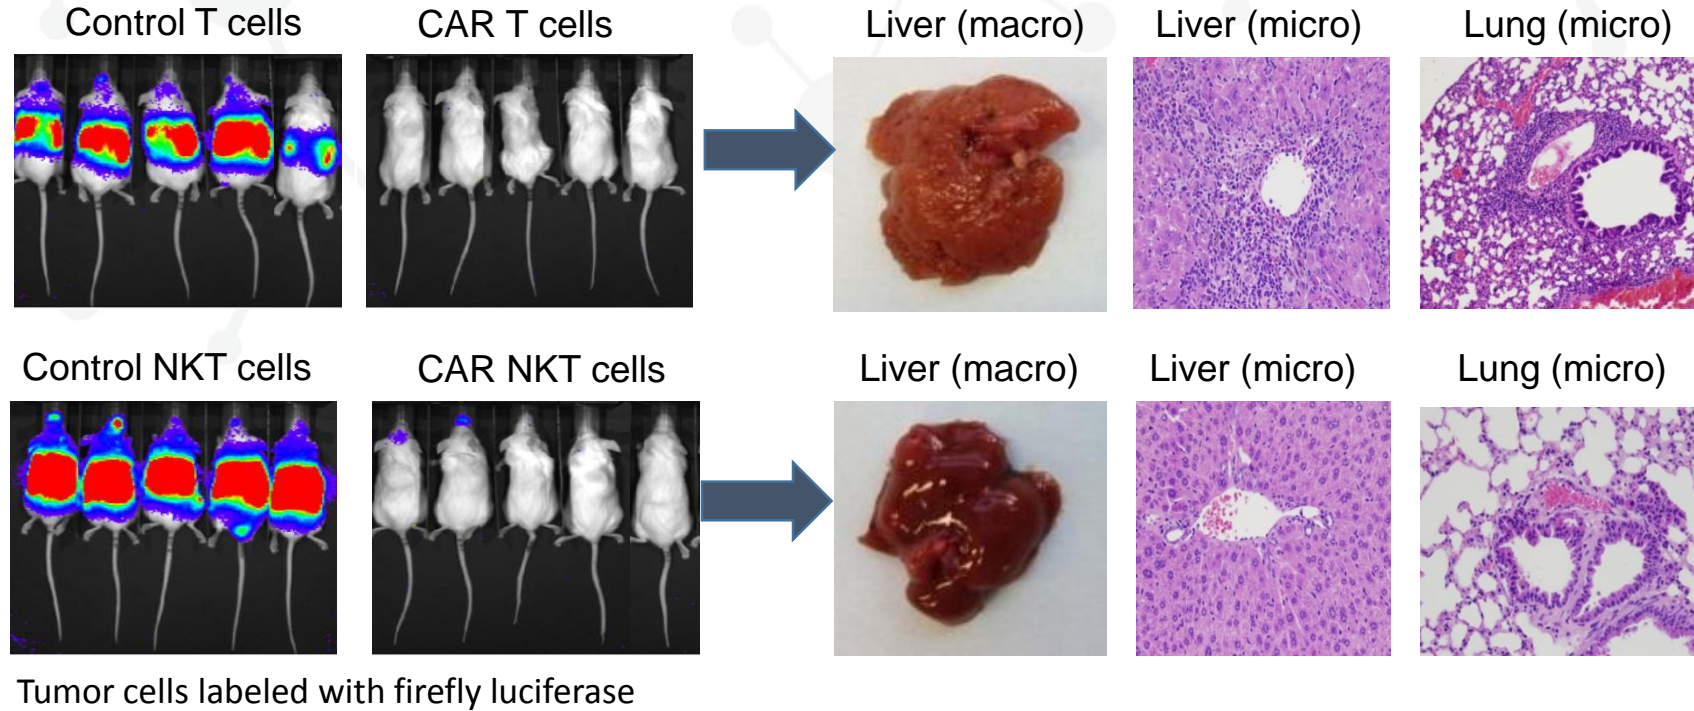 Control T cells
CAR T cells
Liver (macro)
Liver (micro)
Lung (micro)
Control NKT cells
CAR NKT cells
Liver (macro)
Liver (micro)
Lung (micro)
Tumor cells labeled with firefly luciferase